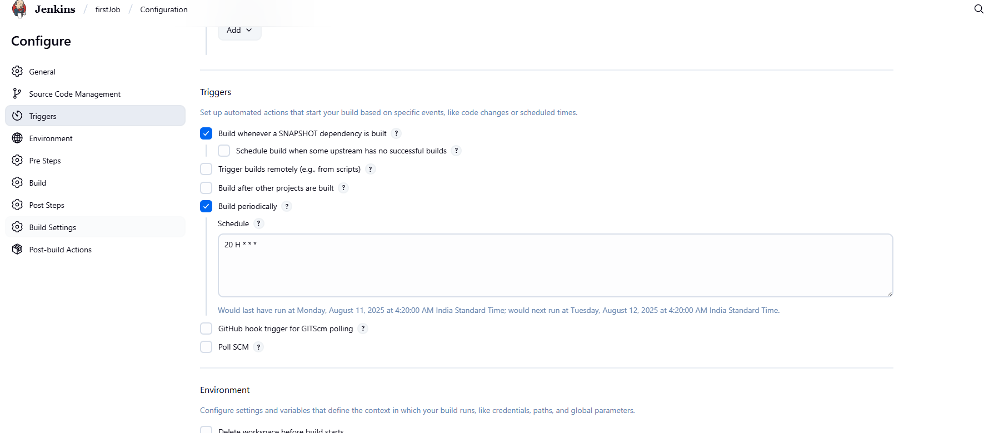 Jenkins / firstJob / Configuration
Add
Configure
General
Source Code Management
Triggers
Environment
Pre Steps
Build
Post Steps
Build Settings
Post-build Actions
Triggers
Set up automated actions that start your build based on specific events, like code changes or scheduled times.
Build whenever a SNAPSHOT dependency is built ?
Schedule build when some upstream has no successful builds ?
Trigger builds remotely (e.g., from scripts) ?
Build after other projects are built ?
Build periodically ?
Schedule ?
20 H * * *
Would last have run at Monday, August 11, 2025 at 4:20:00 AM India Standard Time; would next run at Tuesday, August 12, 2025 at 4:20:00 AM India Standard Time.
GitHub hook trigger for GITScm polling ?
Poll SCM ?
Environment
Configure settings and variables that define the context in which your build runs, like credentials, paths, and global parameters.
Delete workspace before build starts